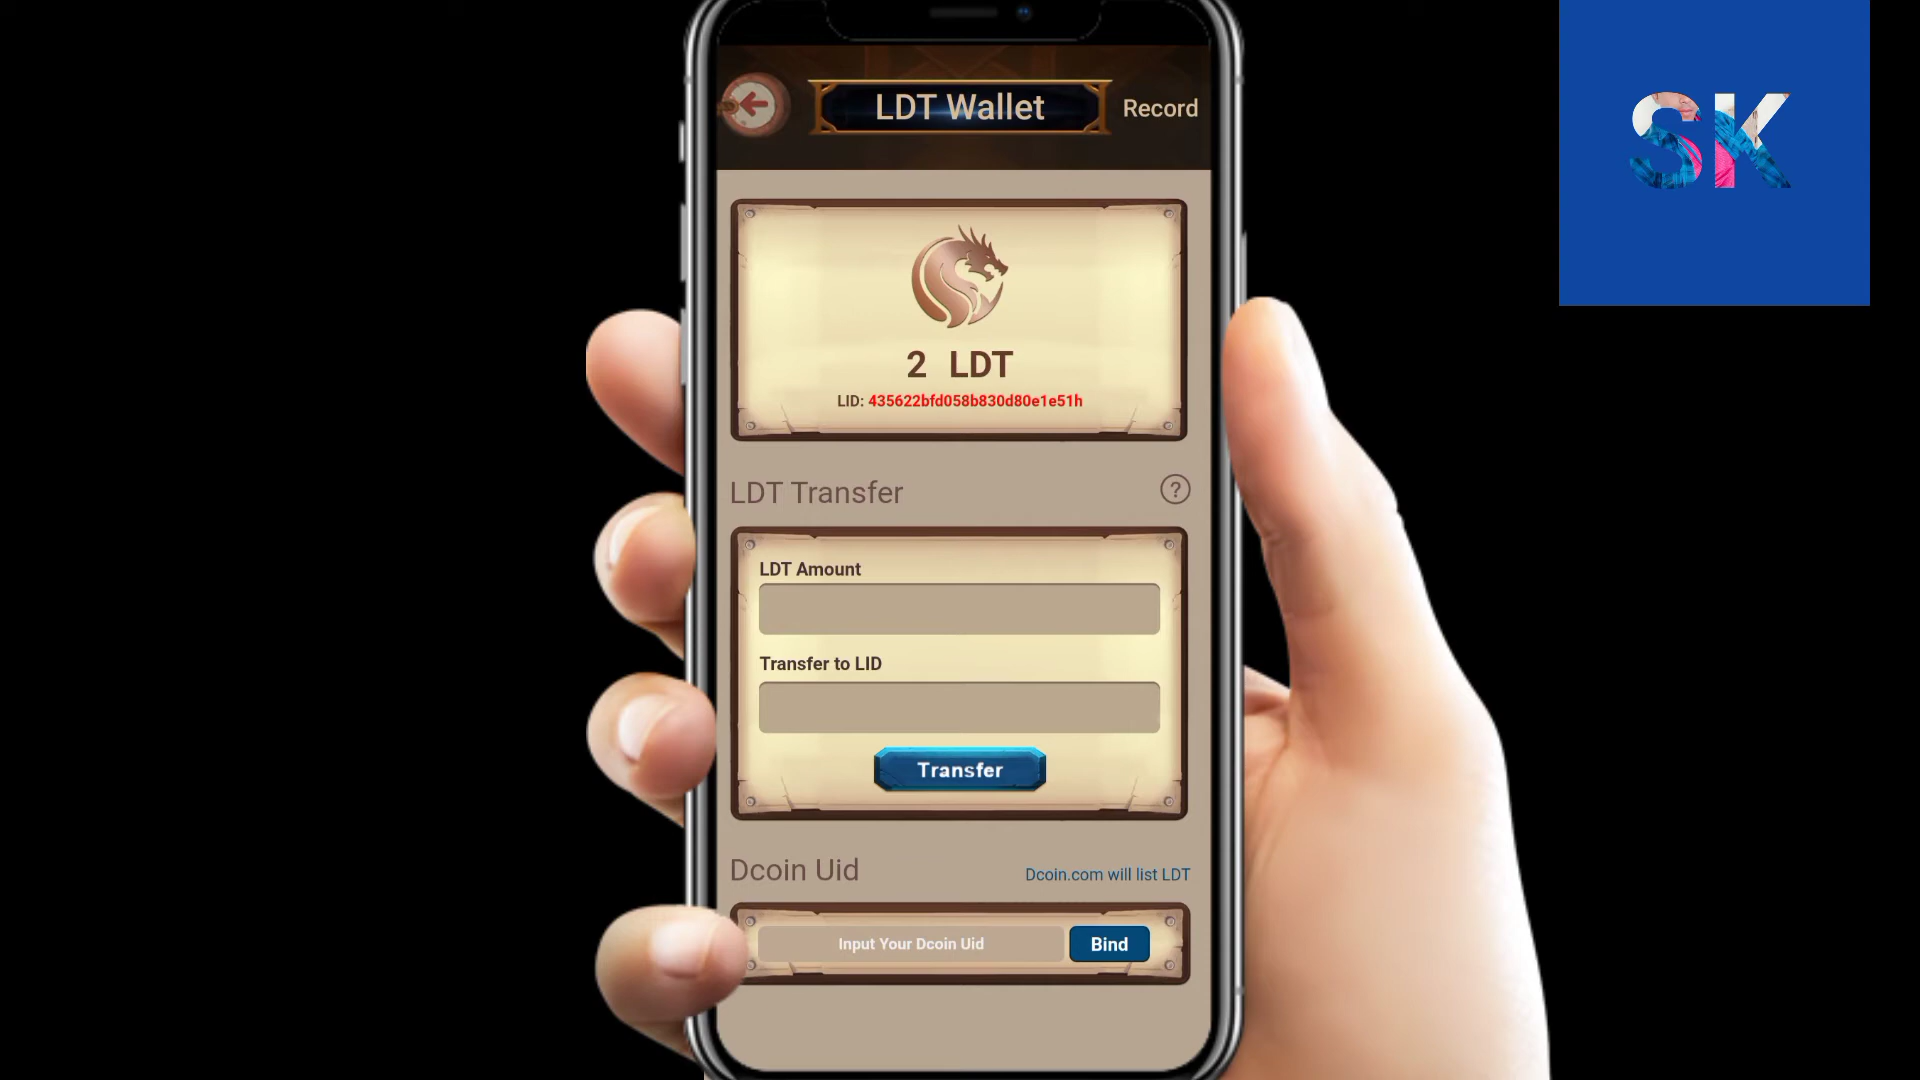 LDT Wallet
Record
SK
2 LDT
LID: 435622bfd058b830d80e1e51h
LDT Transfer
?
LDT Amount
Transfer to LID
Transfer
Dcoin Uid
Dcoin.com will list LDT
Input Your Dcoin Uid
Bind